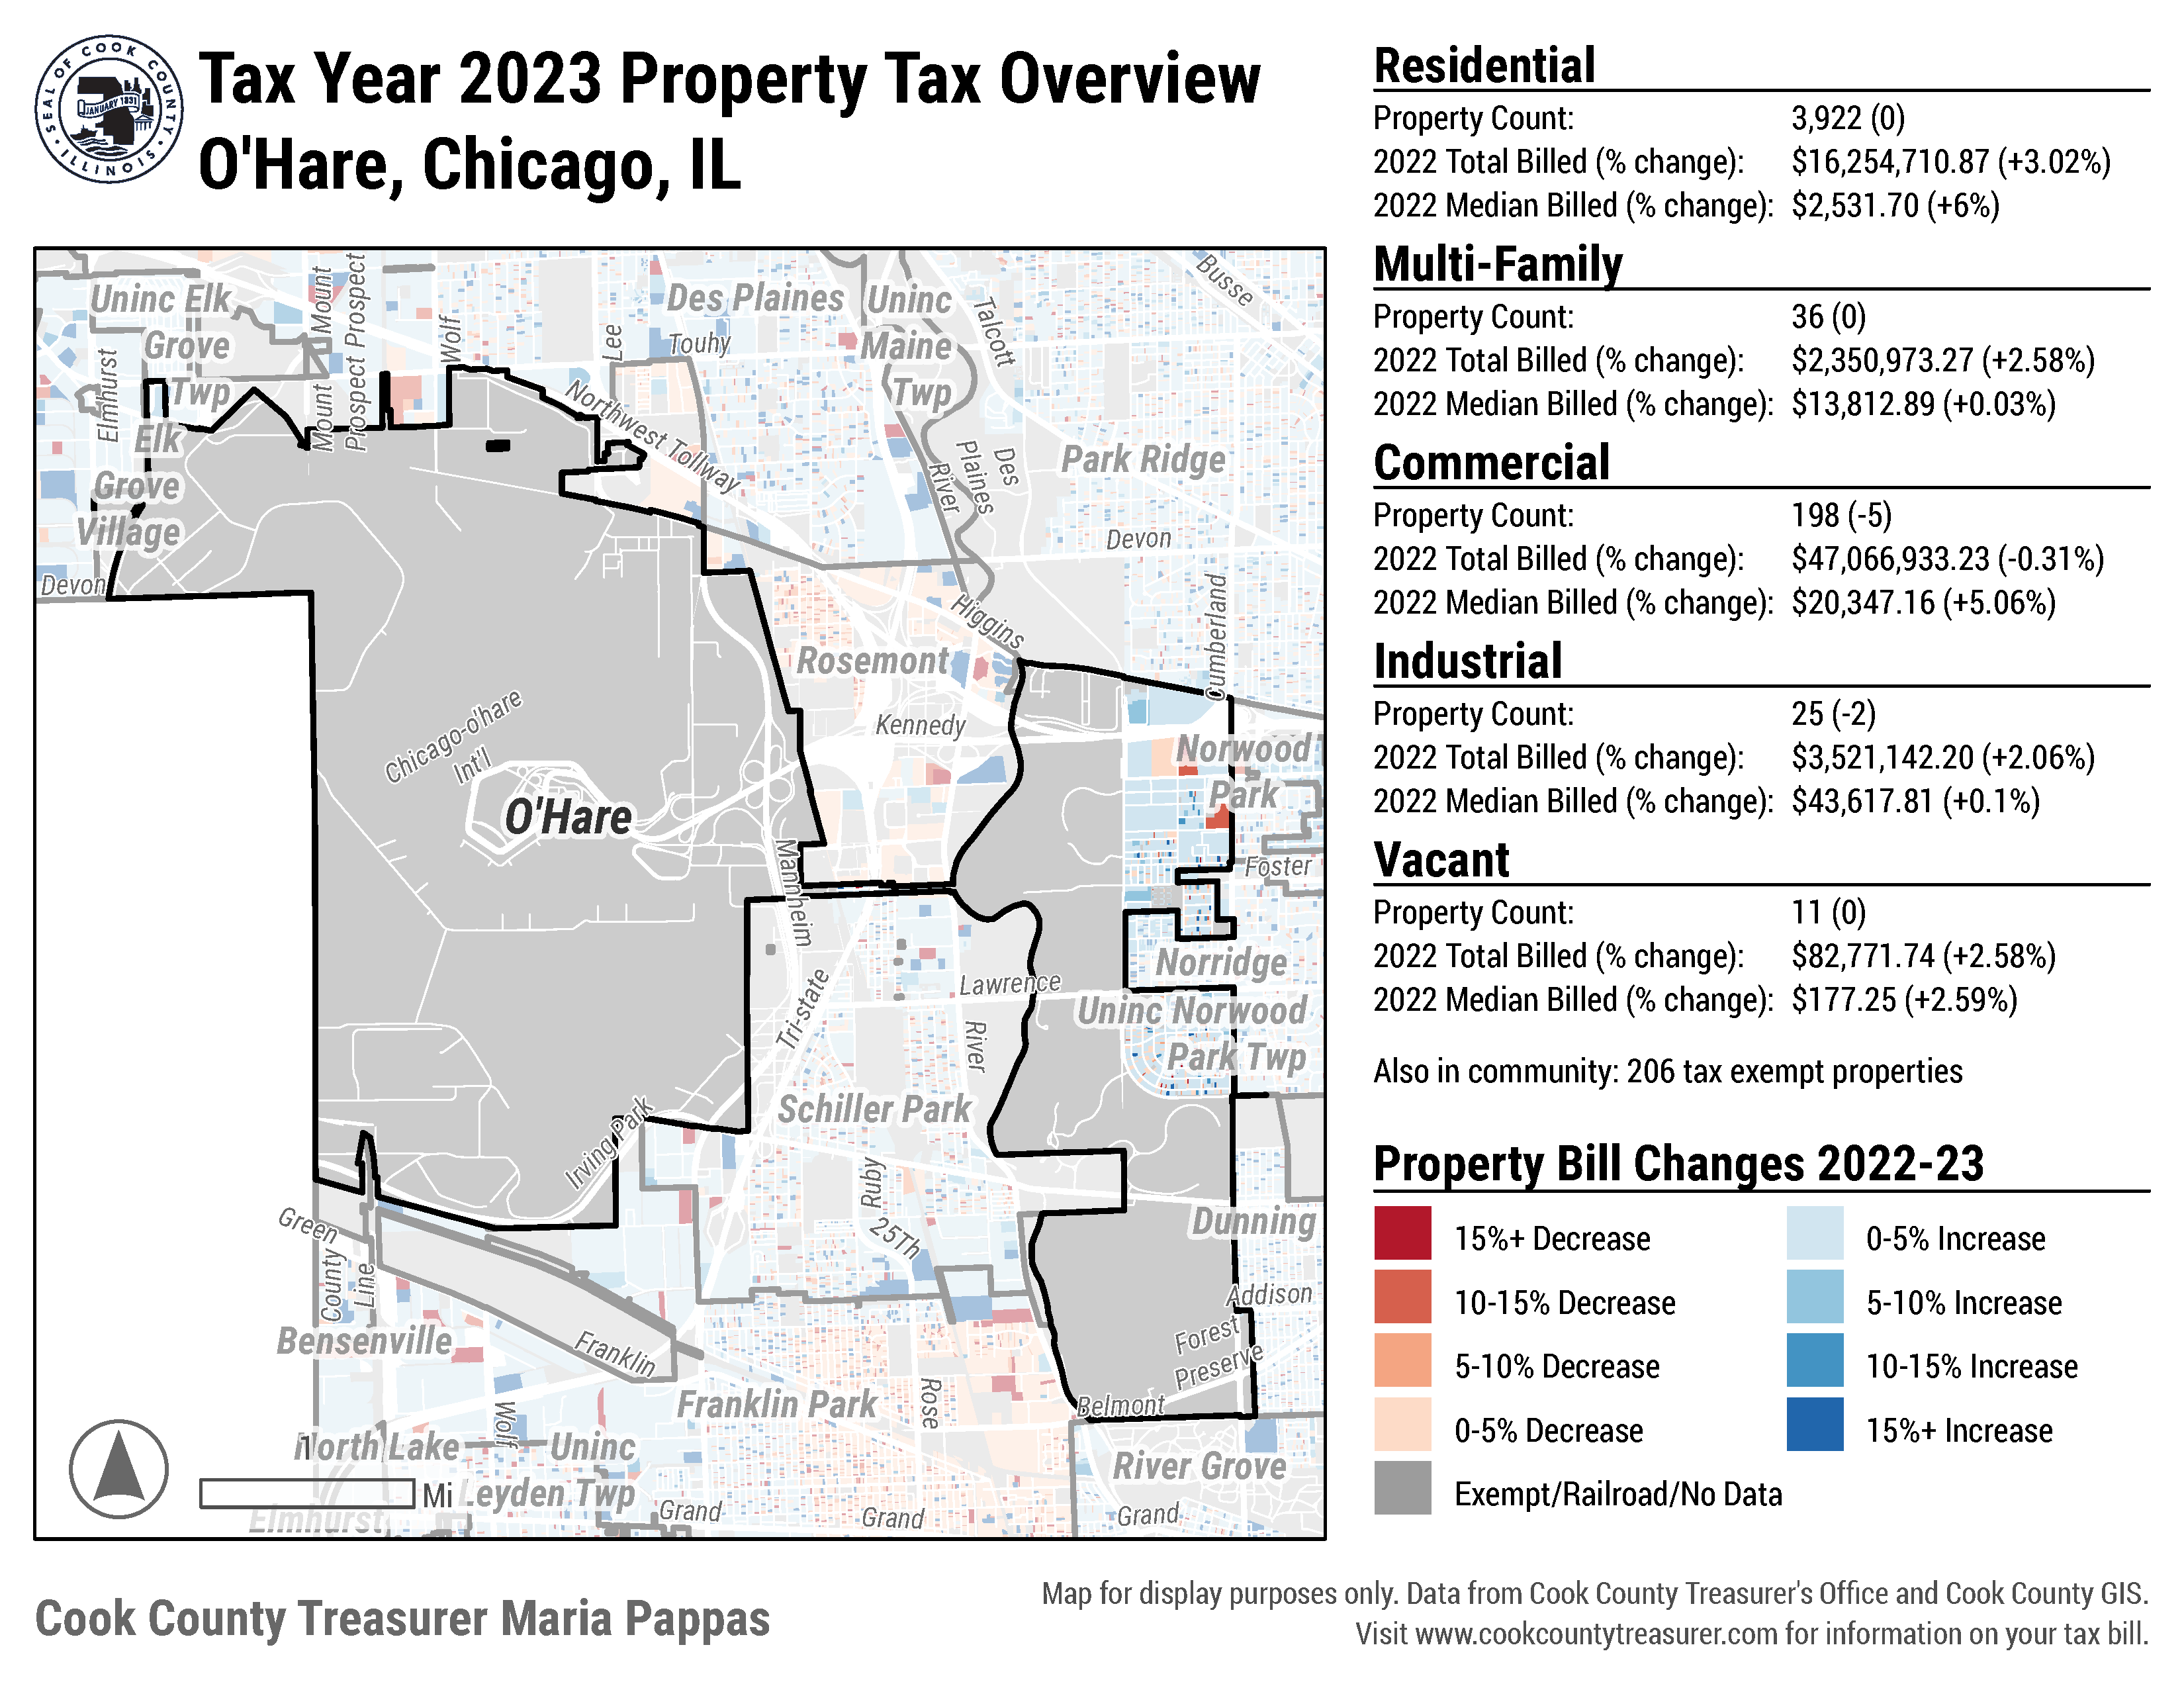 SEAL OF COOK COUNTY
JANUARY 1831
ILLINOIS
Tax Year 2023 Property Tax Overview
O'Hare, Chicago, IL
Uninc Elk
Grove
Twp
Elmhurst
Elk
Grove
Village
Devon
Mount
Mount
Prospect
Prospect
Wolf
Lee
Des Plaines
Touhy
Northwest Tollway
Uninc
Maine
Twp
Talcott
Busse
Des
Plaines
River
Park Ridge
Devon
Cumberland
Higgins
Rosemont
Kennedy
Norwood
Park
Foster
Chicago-o'hare
Int'l
O'Hare
Mannheim
Norridge
Lawrence
Uninc Norwood
Park Twp
Tri-state
River
Schiller Park
Irving Park
Ruby
25Th
Dunning
Addison
Green
County
Line
Bensenville
Franklin
Forest
Preserve
Franklin Park
Rose
Belmont
Wolf
North Lake
Uninc
Leyden Twp
River Grove
1
Mi
Elmhurst
Grand
Grand
Grand
Residential
Property Count: 3,922 (0)
2022 Total Billed (% change): $16,254,710.87 (+3.02%)
2022 Median Billed (% change): $2,531.70 (+6%)
Multi-Family
Property Count: 36 (0)
2022 Total Billed (% change): $2,350,973.27 (+2.58%)
2022 Median Billed (% change): $13,812.89 (+0.03%)
Commercial
Property Count: 198 (-5)
2022 Total Billed (% change): $47,066,933.23 (-0.31%)
2022 Median Billed (% change): $20,347.16 (+5.06%)
Industrial
Property Count: 25 (-2)
2022 Total Billed (% change): $3,521,142.20 (+2.06%)
2022 Median Billed (% change): $43,617.81 (+0.1%)
Vacant
Property Count: 11 (0)
2022 Total Billed (% change): $82,771.74 (+2.58%)
2022 Median Billed (% change): $177.25 (+2.59%)
Also in community: 206 tax exempt properties
Property Bill Changes 2022-23
15%+ Decrease
10-15% Decrease
5-10% Decrease
0-5% Decrease
Exempt/Railroad/No Data
0-5% Increase
5-10% Increase
10-15% Increase
15%+ Increase
Cook County Treasurer Maria Pappas
Map for display purposes only. Data from Cook County Treasurer's Office and Cook County GIS.
Visit www.cookcountytreasurer.com for information on your tax bill.